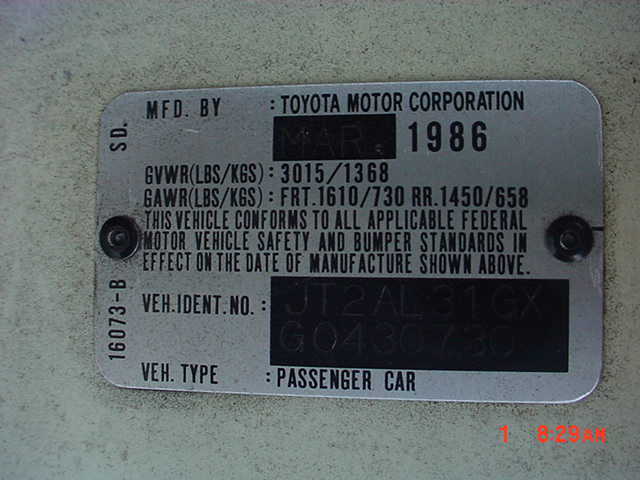 MFD. BY : TOYOTA MOTOR CORPORATION
MAR. 1986
GVWR(LBS/KGS) : 3015/1368
GAWR(LBS/KGS) : FRT. 1610/730 RR. 1450/658
THIS VEHICLE CONFORMS TO ALL APPLICABLE FEDERAL
MOTOR VEHICLE SAFETY AND BUMPER STANDARDS IN
EFFECT ON THE DATE OF MANUFACTURE SHOWN ABOVE.
VEH. IDENT. NO. : JT2AL31GX
G0430730
VEH. TYPE : PASSENGER CAR
16073-B SD.
1 8:29AM